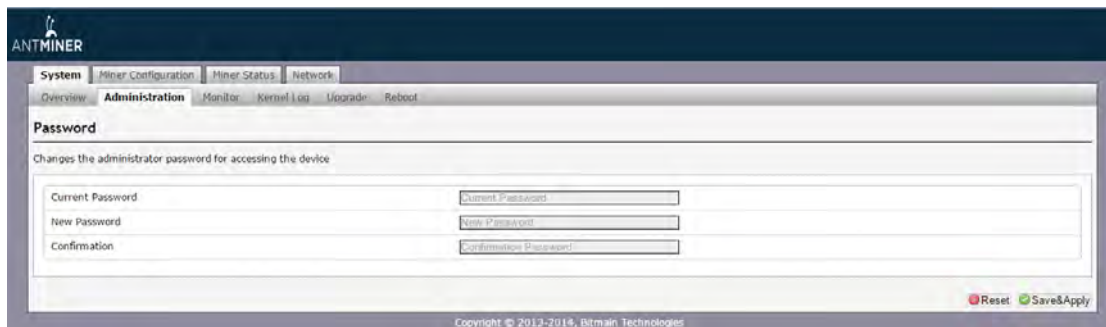 ANTMINER
System Miner Configuration Miner Status Network
Overview Administration Monitor Kernel Log Upgrade Reboot
Password
Changes the administrator password for accessing the device
Current Password Current Password
New Password New Password
Confirmation Confirmation Password
Reset Save&Apply
Copyright © 2013-2014, Bitmain Technologies